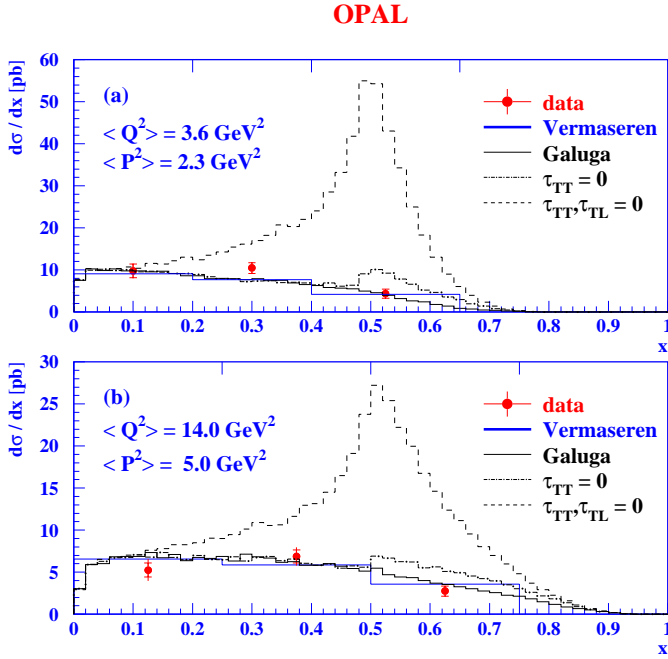 OPAL
dσ / dx [pb]
60
50
40
30
20
10
0
(a)
< Q² > = 3.6 GeV²
< P² > = 2.3 GeV²
data
Vermaseren
Galuga
τTT = 0
τTT,τTL = 0
0 0.1 0.2 0.3 0.4 0.5 0.6 0.7 0.8 0.9 1
x
dσ / dx [pb]
30
25
20
15
10
5
0
(b)
< Q² > = 14.0 GeV²
< P² > = 5.0 GeV²
data
Vermaseren
Galuga
τTT = 0
τTT,τTL = 0
0 0.1 0.2 0.3 0.4 0.5 0.6 0.7 0.8 0.9 1
x